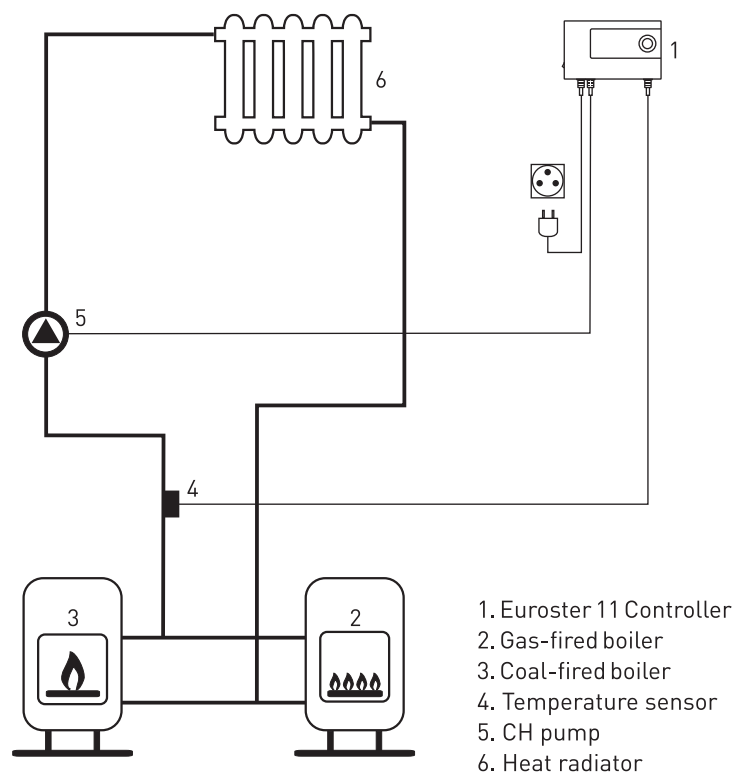 6
1
5
4
3
2
1. Euroster 11 Controller
2. Gas-fired boiler
3. Coal-fired boiler
4. Temperature sensor
5. CH pump
6. Heat radiator